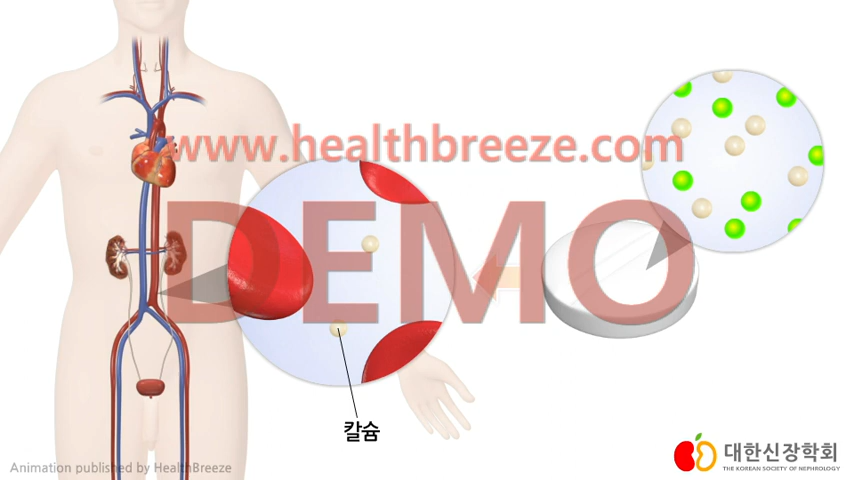 www.healthbreeze.com
DEMO
칼슘
Animation published by HealthBreeze
대한신장학회
THE KOREAN SOCIETY OF NEPHROLOGY